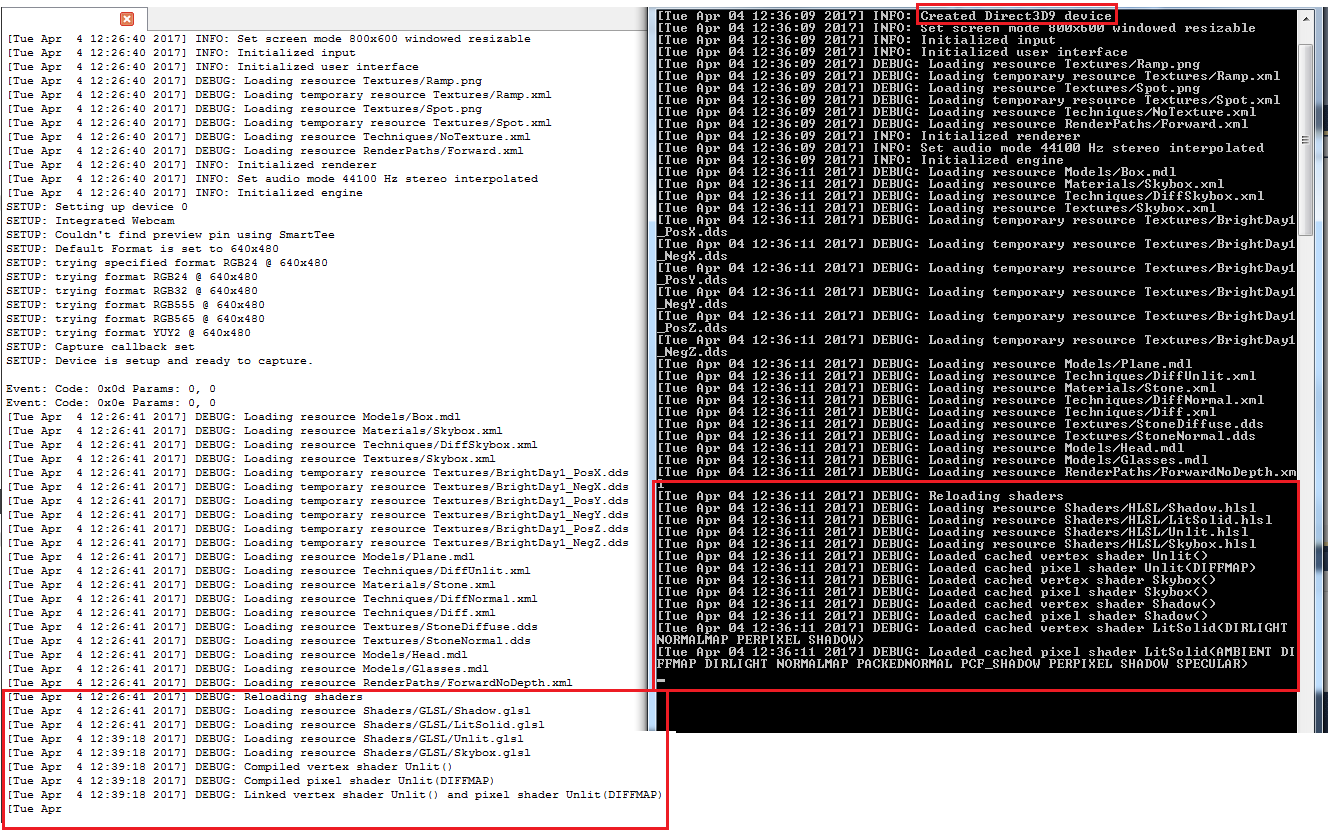 [Tue Apr  4 12:26:40 2017] INFO: Set screen mode 800x600 windowed resizable
[Tue Apr  4 12:26:40 2017] INFO: Initialized input
[Tue Apr  4 12:26:40 2017] INFO: Initialized user interface
[Tue Apr  4 12:26:40 2017] DEBUG: Loading resource Textures/Ramp.png
[Tue Apr  4 12:26:40 2017] DEBUG: Loading temporary resource Textures/Ramp.xml
[Tue Apr  4 12:26:40 2017] DEBUG: Loading resource Textures/Spot.png
[Tue Apr  4 12:26:40 2017] DEBUG: Loading temporary resource Textures/Spot.xml
[Tue Apr  4 12:26:40 2017] DEBUG: Loading resource Techniques/NoTexture.xml
[Tue Apr  4 12:26:40 2017] DEBUG: Loading resource RenderPaths/Forward.xml
[Tue Apr  4 12:26:40 2017] INFO: Initialized renderer
[Tue Apr  4 12:26:40 2017] INFO: Set audio mode 44100 Hz stereo interpolated
[Tue Apr  4 12:26:40 2017] INFO: Initialized engine
SETUP: Setting up device 0
SETUP: Integrated Webcam
SETUP: Couldn't find preview pin using SmartTee
SETUP: Default Format is set to 640x480
SETUP: trying specified format RGB24 @ 640x480
SETUP: trying format RGB24 @ 640x480
SETUP: trying format RGB32 @ 640x480
SETUP: trying format RGB555 @ 640x480
SETUP: trying format RGB565 @ 640x480
SETUP: trying format YUY2 @ 640x480
SETUP: Capture callback set
SETUP: Device is setup and ready to capture.
Event: Code: 0x0d Params: 0, 0
Event: Code: 0x0e Params: 0, 0
[Tue Apr  4 12:26:41 2017] DEBUG: Loading resource Models/Box.mdl
[Tue Apr  4 12:26:41 2017] DEBUG: Loading resource Materials/Skybox.xml
[Tue Apr  4 12:26:41 2017] DEBUG: Loading resource Techniques/DiffSkybox.xml
[Tue Apr  4 12:26:41 2017] DEBUG: Loading resource Textures/Skybox.xml
[Tue Apr  4 12:26:41 2017] DEBUG: Loading temporary resource Textures/BrightDay1_PosX.dds
[Tue Apr  4 12:26:41 2017] DEBUG: Loading temporary resource Textures/BrightDay1_NegX.dds
[Tue Apr  4 12:26:41 2017] DEBUG: Loading temporary resource Textures/BrightDay1_PosY.dds
[Tue Apr  4 12:26:41 2017] DEBUG: Loading temporary resource Textures/BrightDay1_NegY.dds
[Tue Apr  4 12:26:41 2017] DEBUG: Loading temporary resource Textures/BrightDay1_PosZ.dds
[Tue Apr  4 12:26:41 2017] DEBUG: Loading temporary resource Textures/BrightDay1_NegZ.dds
[Tue Apr  4 12:26:41 2017] DEBUG: Loading resource Models/Plane.mdl
[Tue Apr  4 12:26:41 2017] DEBUG: Loading resource Techniques/DiffUnlit.xml
[Tue Apr  4 12:26:41 2017] DEBUG: Loading resource Materials/Stone.xml
[Tue Apr  4 12:26:41 2017] DEBUG: Loading resource Techniques/DiffNormal.xml
[Tue Apr  4 12:26:41 2017] DEBUG: Loading resource Techniques/Diff.xml
[Tue Apr  4 12:26:41 2017] DEBUG: Loading resource Textures/StoneDiffuse.dds
[Tue Apr  4 12:26:41 2017] DEBUG: Loading resource Textures/StoneNormal.dds
[Tue Apr  4 12:26:41 2017] DEBUG: Loading resource Models/Head.mdl
[Tue Apr  4 12:26:41 2017] DEBUG: Loading resource Models/Glasses.mdl
[Tue Apr  4 12:26:41 2017] DEBUG: Loading resource RenderPaths/ForwardNoDepth.xml
[Tue Apr  4 12:26:41 2017] DEBUG: Reloading shaders
[Tue Apr  4 12:26:41 2017] DEBUG: Loading resource Shaders/GLSL/Shadow.glsl
[Tue Apr  4 12:26:41 2017] DEBUG: Loading resource Shaders/GLSL/LitSolid.glsl
[Tue Apr  4 12:39:18 2017] DEBUG: Loading resource Shaders/GLSL/Unlit.glsl
[Tue Apr  4 12:39:18 2017] DEBUG: Loading resource Shaders/GLSL/Skybox.glsl
[Tue Apr  4 12:39:18 2017] DEBUG: Compiled vertex shader Unlit()
[Tue Apr  4 12:39:18 2017] DEBUG: Compiled pixel shader Unlit(DIFFMAP)
[Tue Apr  4 12:39:18 2017] DEBUG: Linked vertex shader Unlit() and pixel shader Unlit(DIFFMAP)
[Tue Apr
[Tue Apr 04 12:36:09 2017] INFO: Created Direct3D9 device
[Tue Apr 04 12:36:09 2017] INFO: Set screen mode 800x600 windowed resizable
[Tue Apr 04 12:36:09 2017] INFO: Initialized input
[Tue Apr 04 12:36:09 2017] INFO: Initialized user interface
[Tue Apr 04 12:36:09 2017] DEBUG: Loading resource Textures/Ramp.png
[Tue Apr 04 12:36:09 2017] DEBUG: Loading temporary resource Textures/Ramp.xml
[Tue Apr 04 12:36:09 2017] DEBUG: Loading resource Textures/Spot.png
[Tue Apr 04 12:36:09 2017] DEBUG: Loading temporary resource Textures/Spot.xml
[Tue Apr 04 12:36:09 2017] DEBUG: Loading resource Techniques/NoTexture.xml
[Tue Apr 04 12:36:09 2017] DEBUG: Loading resource RenderPaths/Forward.xml
[Tue Apr 04 12:36:09 2017] INFO: Initialized renderer
[Tue Apr 04 12:36:09 2017] INFO: Set audio mode 44100 Hz stereo interpolated
[Tue Apr 04 12:36:09 2017] INFO: Initialized engine
[Tue Apr 04 12:36:11 2017] DEBUG: Loading resource Models/Box.mdl
[Tue Apr 04 12:36:11 2017] DEBUG: Loading resource Materials/Skybox.xml
[Tue Apr 04 12:36:11 2017] DEBUG: Loading resource Techniques/DiffSkybox.xml
[Tue Apr 04 12:36:11 2017] DEBUG: Loading resource Textures/Skybox.xml
[Tue Apr 04 12:36:11 2017] DEBUG: Loading temporary resource Textures/BrightDay1
_PosX.dds
[Tue Apr 04 12:36:11 2017] DEBUG: Loading temporary resource Textures/BrightDay1
_NegX.dds
[Tue Apr 04 12:36:11 2017] DEBUG: Loading temporary resource Textures/BrightDay1
_PosY.dds
[Tue Apr 04 12:36:11 2017] DEBUG: Loading temporary resource Textures/BrightDay1
_NegY.dds
[Tue Apr 04 12:36:11 2017] DEBUG: Loading temporary resource Textures/BrightDay1
_PosZ.dds
[Tue Apr 04 12:36:11 2017] DEBUG: Loading temporary resource Textures/BrightDay1
_NegZ.dds
[Tue Apr 04 12:36:11 2017] DEBUG: Loading resource Models/Plane.mdl
[Tue Apr 04 12:36:11 2017] DEBUG: Loading resource Techniques/DiffUnlit.xml
[Tue Apr 04 12:36:11 2017] DEBUG: Loading resource Materials/Stone.xml
[Tue Apr 04 12:36:11 2017] DEBUG: Loading resource Techniques/DiffNormal.xml
[Tue Apr 04 12:36:11 2017] DEBUG: Loading resource Techniques/Diff.xml
[Tue Apr 04 12:36:11 2017] DEBUG: Loading resource Textures/StoneDiffuse.dds
[Tue Apr 04 12:36:11 2017] DEBUG: Loading resource Textures/StoneNormal.dds
[Tue Apr 04 12:36:11 2017] DEBUG: Loading resource Models/Head.mdl
[Tue Apr 04 12:36:11 2017] DEBUG: Loading resource Models/Glasses.mdl
[Tue Apr 04 12:36:11 2017] DEBUG: Loading resource RenderPaths/ForwardNoDepth.xm
l
[Tue Apr 04 12:36:11 2017] DEBUG: Reloading shaders
[Tue Apr 04 12:36:11 2017] DEBUG: Loading resource Shaders/HLSL/Shadow.hlsl
[Tue Apr 04 12:36:11 2017] DEBUG: Loading resource Shaders/HLSL/LitSolid.hlsl
[Tue Apr 04 12:36:11 2017] DEBUG: Loading resource Shaders/HLSL/Unlit.hlsl
[Tue Apr 04 12:36:11 2017] DEBUG: Loading resource Shaders/HLSL/Skybox.hlsl
[Tue Apr 04 12:36:11 2017] DEBUG: Loaded cached vertex shader Unlit()
[Tue Apr 04 12:36:11 2017] DEBUG: Loaded cached pixel shader Unlit(DIFFMAP)
[Tue Apr 04 12:36:11 2017] DEBUG: Loaded cached vertex shader Skybox()
[Tue Apr 04 12:36:11 2017] DEBUG: Loaded cached pixel shader Skybox()
[Tue Apr 04 12:36:11 2017] DEBUG: Loaded cached vertex shader Shadow()
[Tue Apr 04 12:36:11 2017] DEBUG: Loaded cached pixel shader Shadow()
[Tue Apr 04 12:36:11 2017] DEBUG: Loaded cached vertex shader LitSolid(DIRLIGHT
NORMALMAP PERPIXEL SHADOW)
[Tue Apr 04 12:36:11 2017] DEBUG: Loaded cached pixel shader LitSolid(AMBIENT DI
FFMAP DIRLIGHT NORMALMAP PACKEDNORMAL PCF_SHADOW PERPIXEL SHADOW SPECULAR)